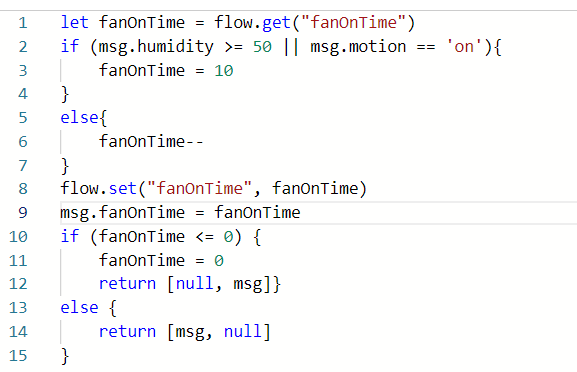 1 let fanOnTime = flow.get("fanOnTime")
2 if (msg.humidity >= 50 || msg.motion == 'on'){
3     fanOnTime = 10
4 }
5 else{
6     fanOnTime--
7 }
8 flow.set("fanOnTime", fanOnTime)
9 msg.fanOnTime = fanOnTime
10 if (fanOnTime <= 0) {
11     fanOnTime = 0
12     return [null, msg]}
13 else {
14     return [msg, null]
15 }